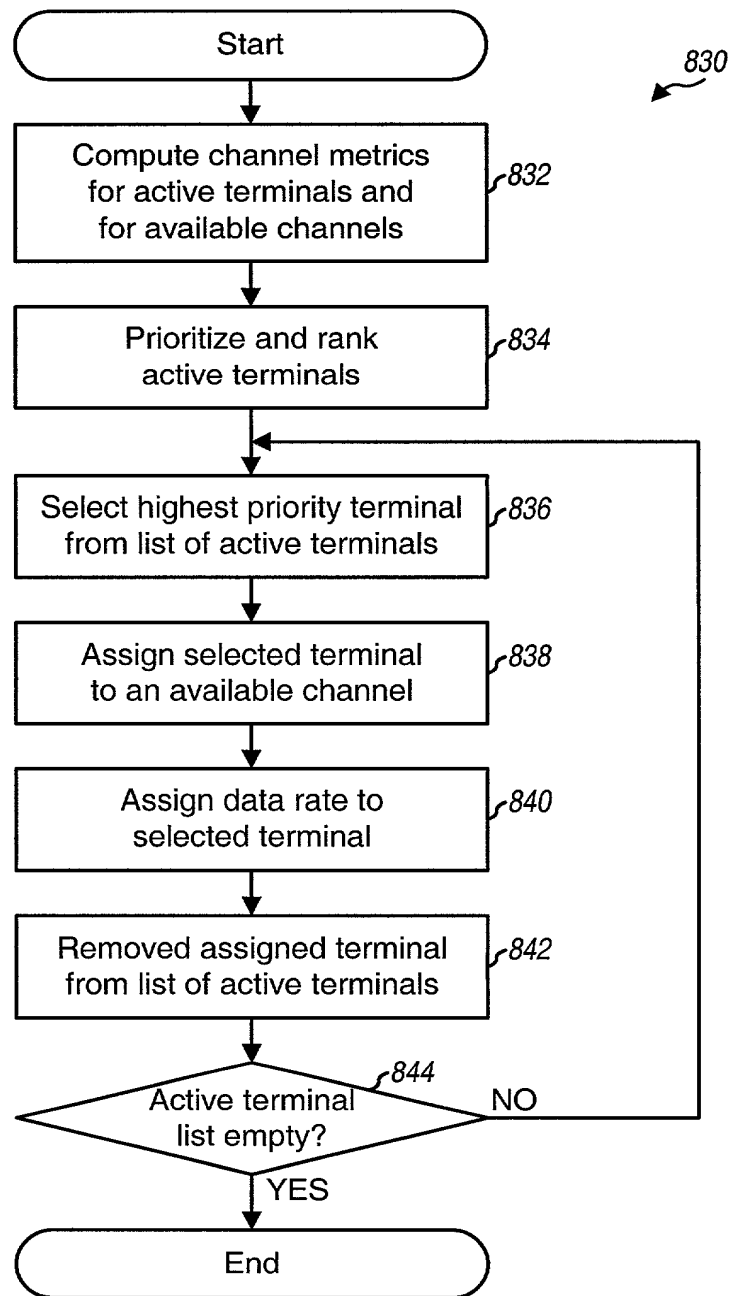 Start
830
Compute channel metrics
for active terminals and
for available channels
832
Prioritize and rank
active terminals
834
Select highest priority terminal
from list of active terminals
836
Assign selected terminal
to an available channel
838
Assign data rate to
selected terminal
840
Removed assigned terminal
from list of active terminals
842
844
Active terminal
list empty?
NO
YES
End